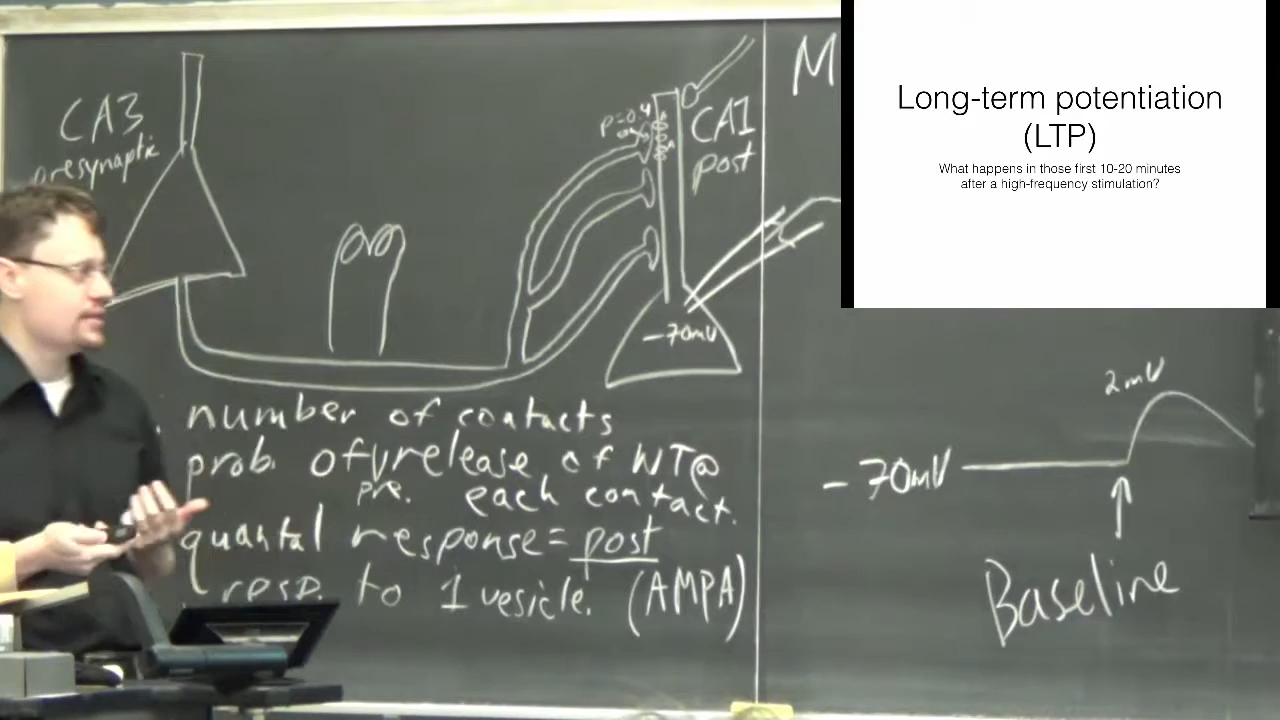 CA3
presynaptic
P=0.4
CA1
post
M
-70mV
number of contacts
prob. of release of NT@
pre. each contact.
quantal response = post
resp. to 1 vesicle. (AMPA)
2mV
-70mV
Baseline
Long-term potentiation
(LTP)
What happens in those first 10-20 minutes
after a high-frequency stimulation?